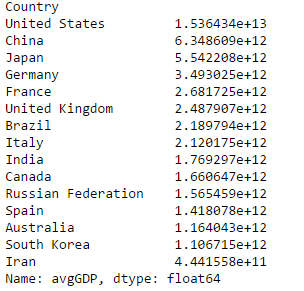 Country
United States 1.536434e+13
China 6.348609e+12
Japan 5.542208e+12
Germany 3.493025e+12
France 2.681725e+12
United Kingdom 2.487907e+12
Brazil 2.189794e+12
Italy 2.120175e+12
India 1.769297e+12
Canada 1.660647e+12
Russian Federation 1.565459e+12
Spain 1.418078e+12
Australia 1.164043e+12
South Korea 1.106715e+12
Iran 4.441558e+11
Name: avgGDP, dtype: float64